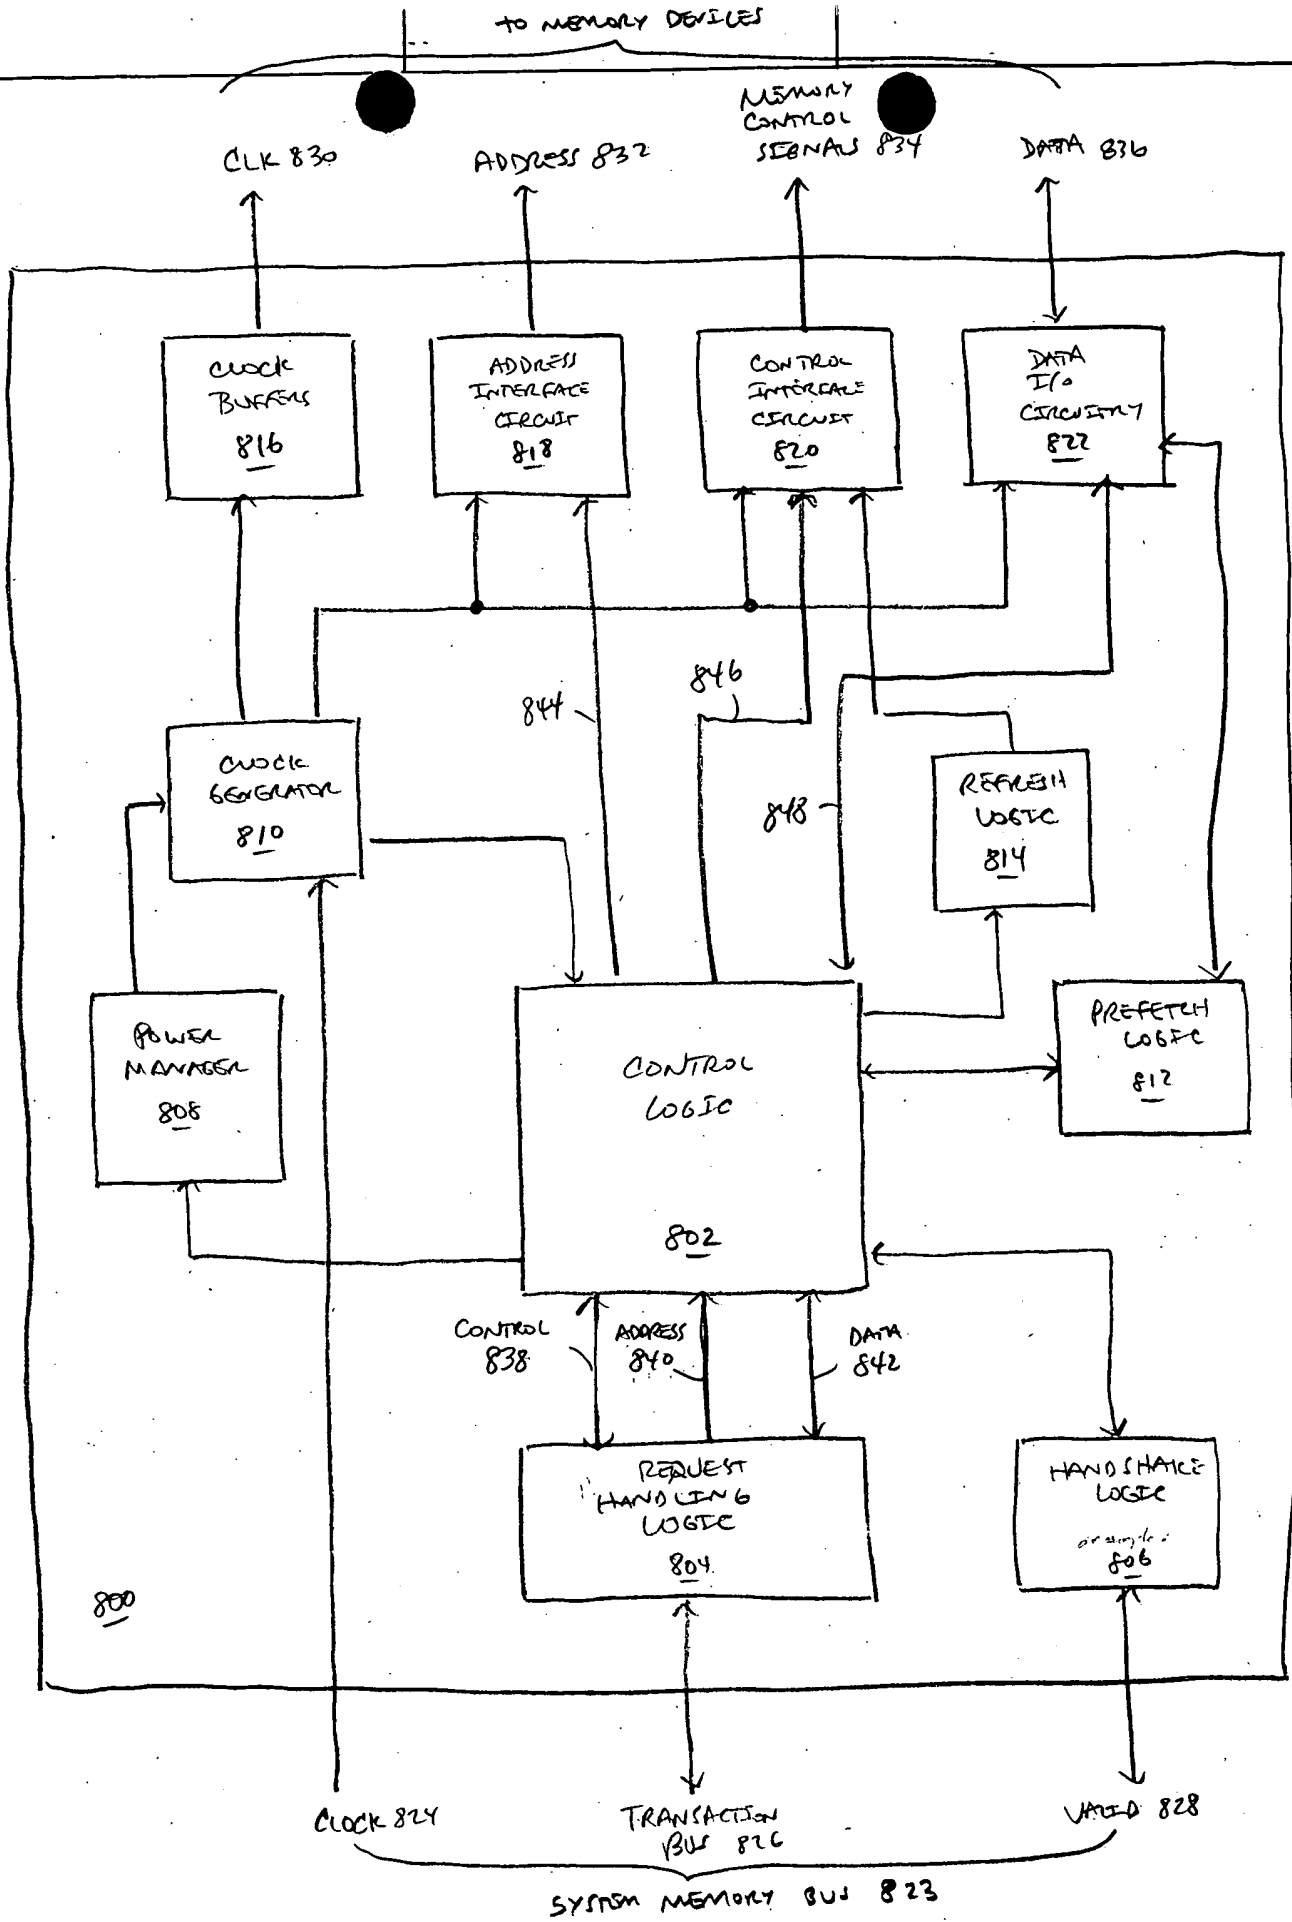 TO MEMORY DEVICES
CLK 830
ADDRESS 832
MEMORY
CONTROL
SIGNALS 834
DATA 836
CLOCK
BUFFERS
816
ADDRESS
INTERFACE
CIRCUIT
818
CONTROL
INTERFACE
CIRCUIT
820
DATA
I/O
CIRCUITRY
822
844
846
848
CLOCK
GENERATOR
810
REFRESH
LOGIC
814
POWER
MANAGER
808
CONTROL
LOGIC
802
PREFETCH
LOGIC
812
CONTROL
838
ADDRESS
840
DATA
842
REQUEST
HANDLING
LOGIC
804
HANDSHAKE
LOGIC
806
800
CLOCK 824
TRANSACTION
BUS 826
VALID 828
SYSTEM MEMORY BUS 823